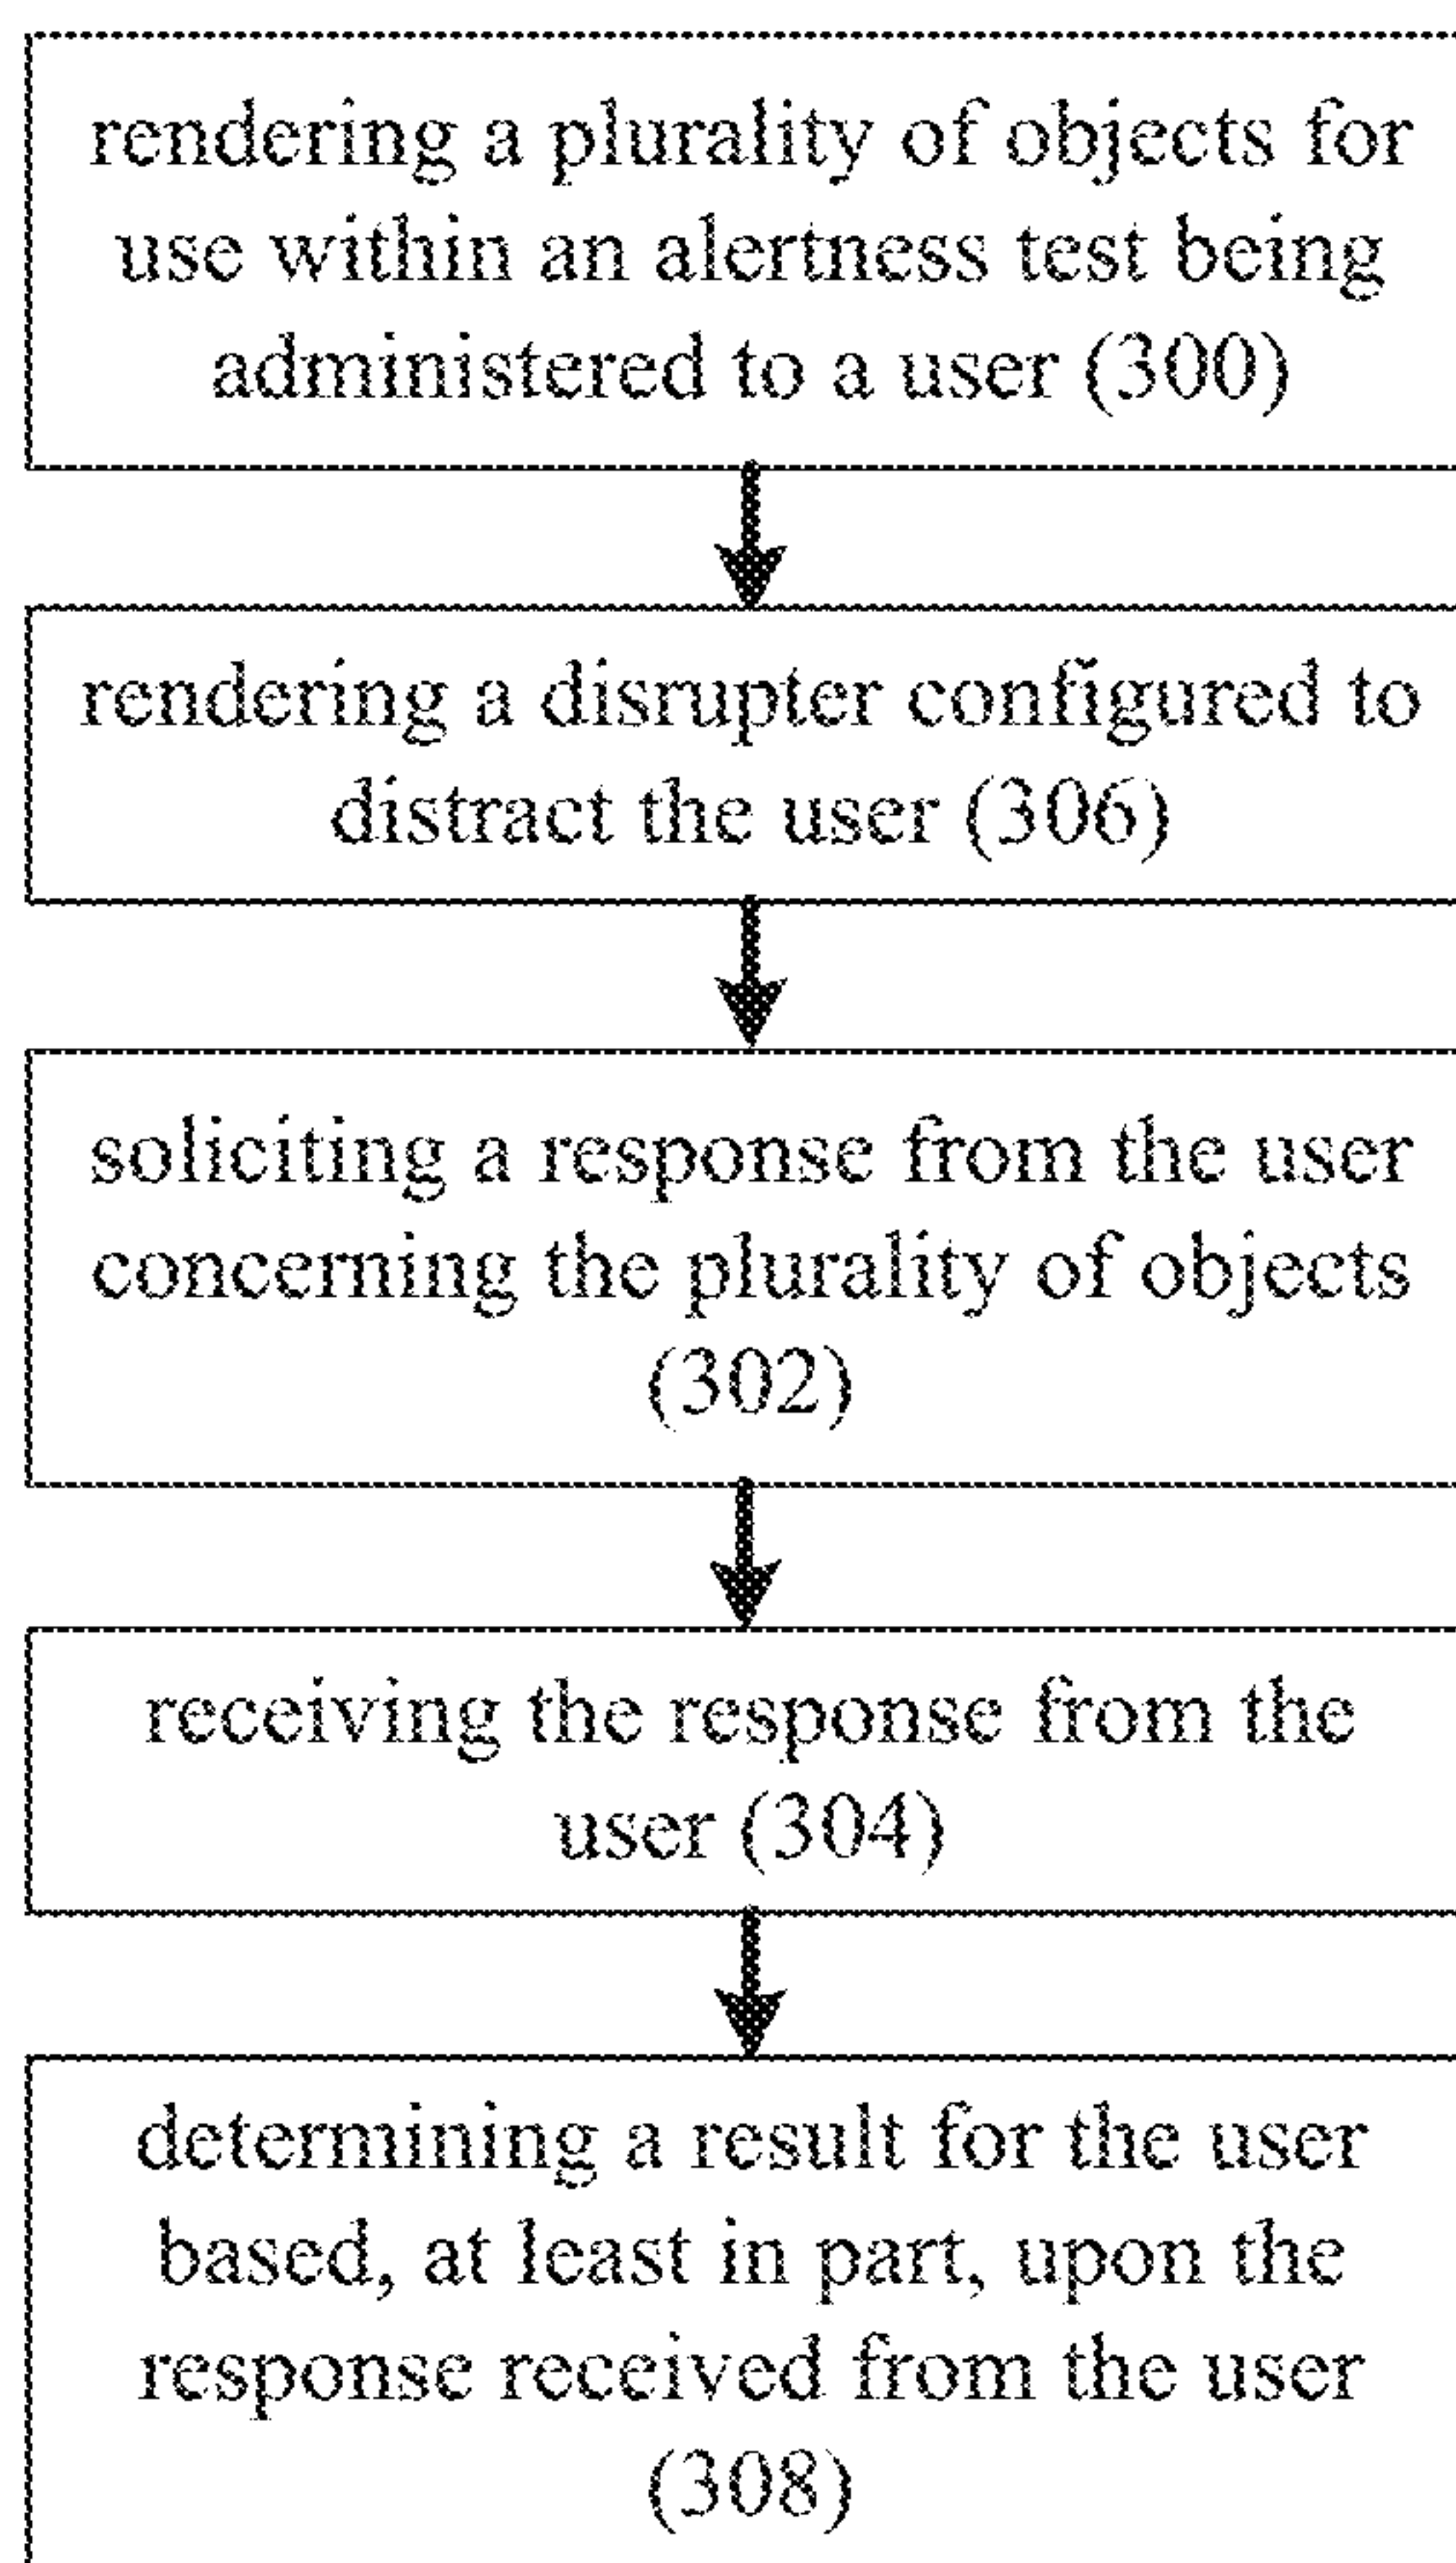 rendering a plurality of objects for
use within an alertness test being
administered to a user (300)
rendering a disrupter configured to
distract the user (306)
soliciting a response from the user
concerning the plurality of objects
(302)
receiving the response from the
user (304)
determining a result for the user
based, at least in part, upon the
response received from the user
(308)